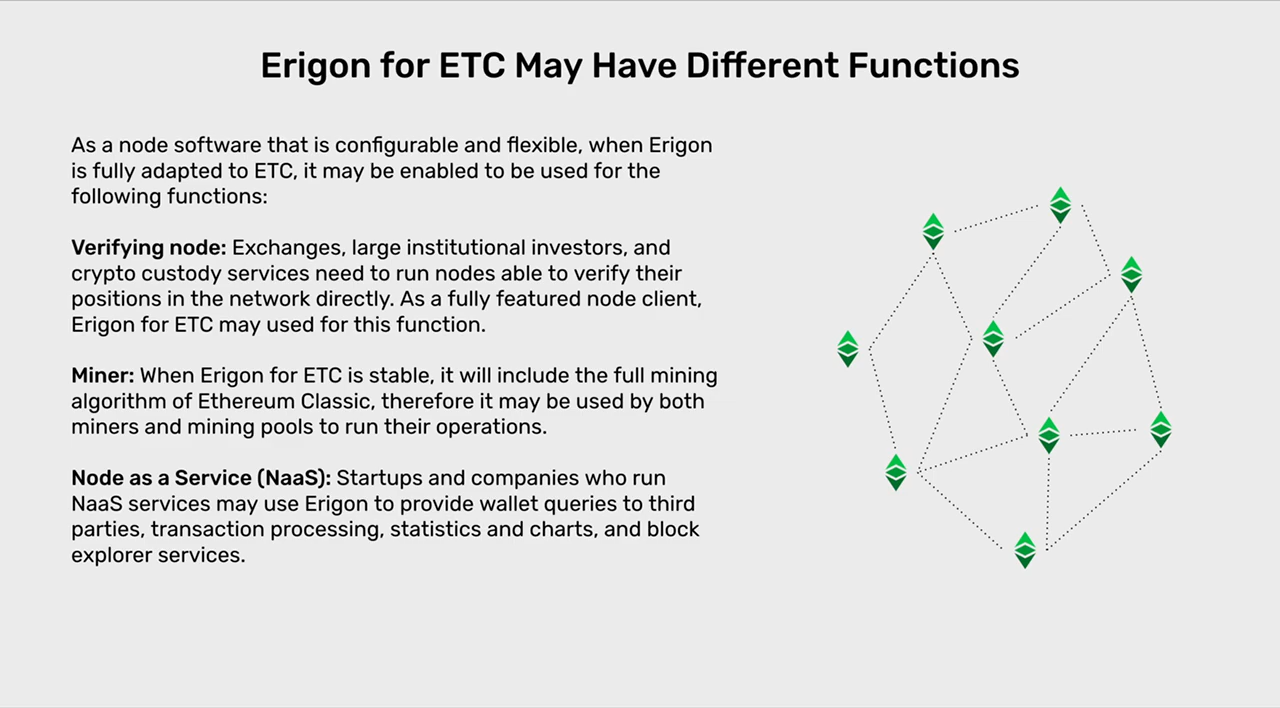 Erigon for ETC May Have Different Functions
As a node software that is configurable and flexible, when Erigon
is fully adapted to ETC, it may be enabled to be used for the
following functions:
Verifying node: Exchanges, large institutional investors, and
crypto custody services need to run nodes able to verify their
positions in the network directly. As a fully featured node client,
Erigon for ETC may used for this function.
Miner: When Erigon for ETC is stable, it will include the full mining
algorithm of Ethereum Classic, therefore it may be used by both
miners and mining pools to run their operations.
Node as a Service (NaaS): Startups and companies who run
NaaS services may use Erigon to provide wallet queries to third
parties, transaction processing, statistics and charts, and block
explorer services.